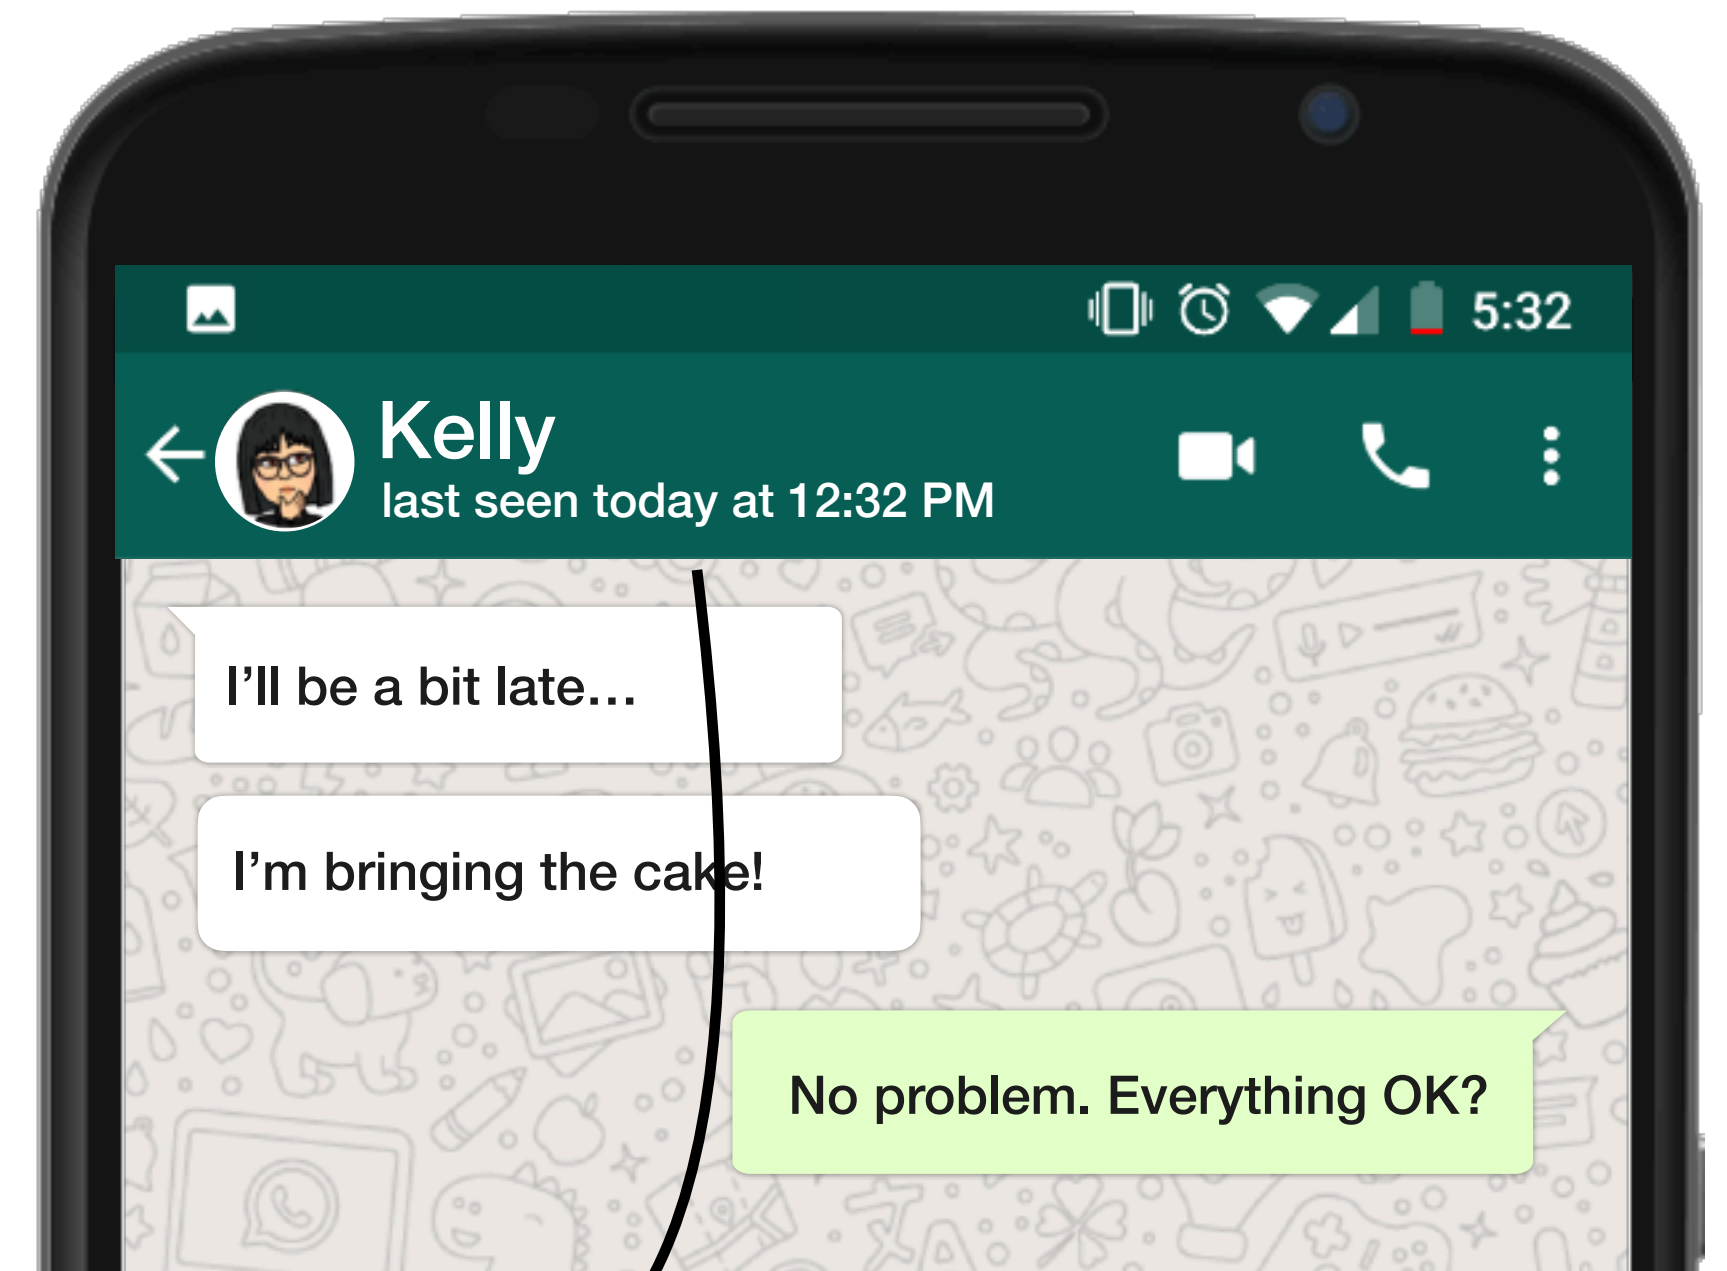 5:32
Kelly
last seen today at 12:32 PM
I’ll be a bit late…
I’m bringing the cake!
No problem. Everything OK?